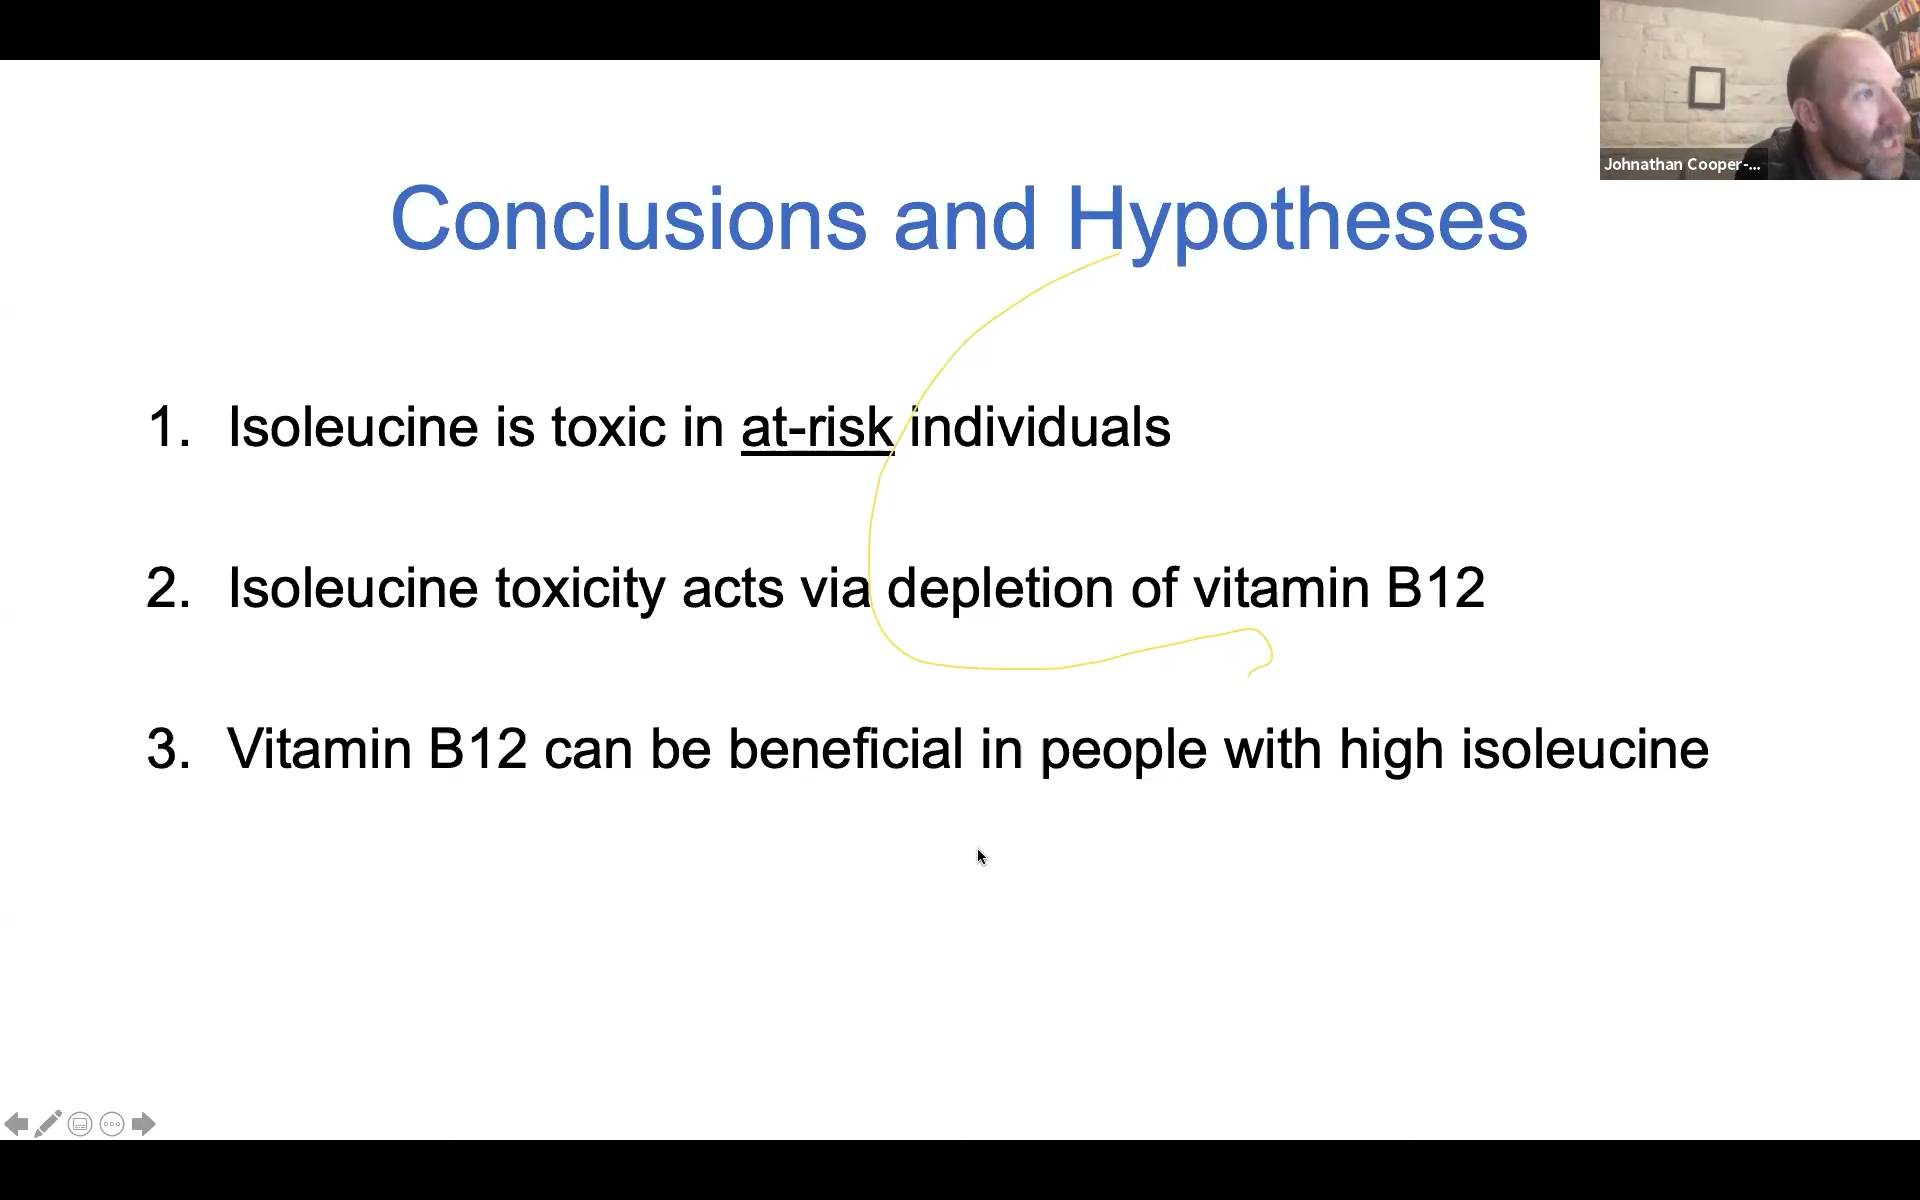 Johnathan Cooper-...
Conclusions and Hypotheses
1. Isoleucine is toxic in at-risk individuals
2. Isoleucine toxicity acts via depletion of vitamin B12
3. Vitamin B12 can be beneficial in people with high isoleucine